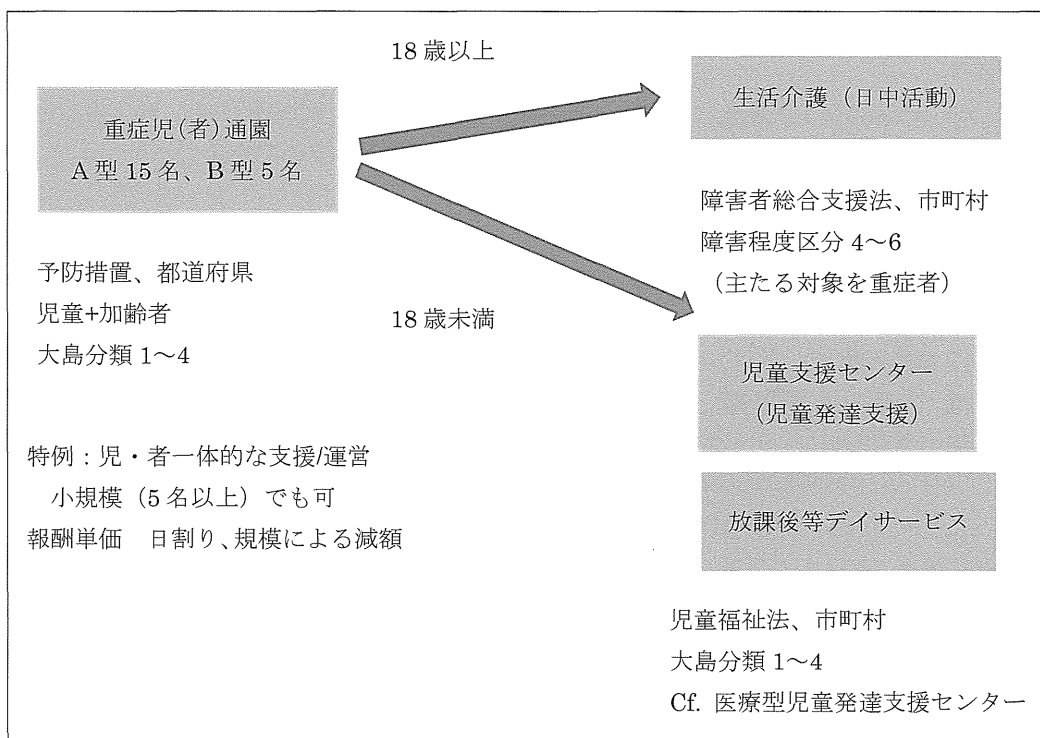 18歳以上
重症児(者)通園
A型15名、B型5名
予防措置、都道府県
児童+加齢者
大島分類 1～4
18歳未満
特例：児・者一体的な支援/運営
小規模（5名以上）でも可
報酬単価　日割り、規模による減額
生活介護（日中活動）
障害者総合支援法、市町村
障害程度区分 4～6
（主たる対象を重症者）
児童支援センター
（児童発達支援）
放課後等デイサービス
児童福祉法、市町村
大島分類 1～4
Cf. 医療型児童発達支援センター